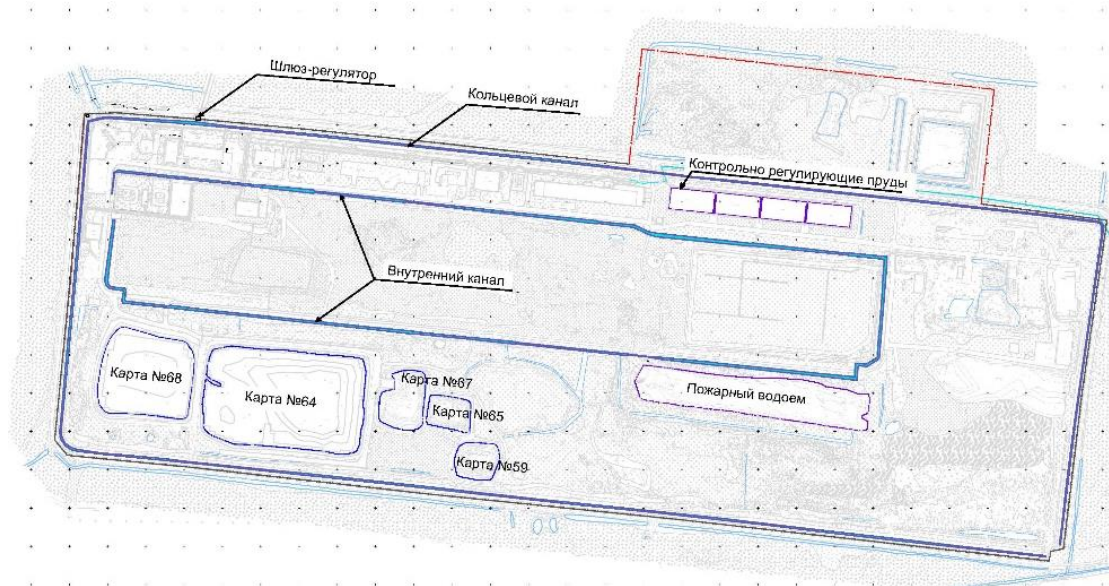 Шлюз-регулятор
Кольцевой канал
Контрольно регулирующие пруды
Внутренний канал
Карта №68
Карта №64
Карта №67
Карта №65
Пожарный водоем
Карта №59